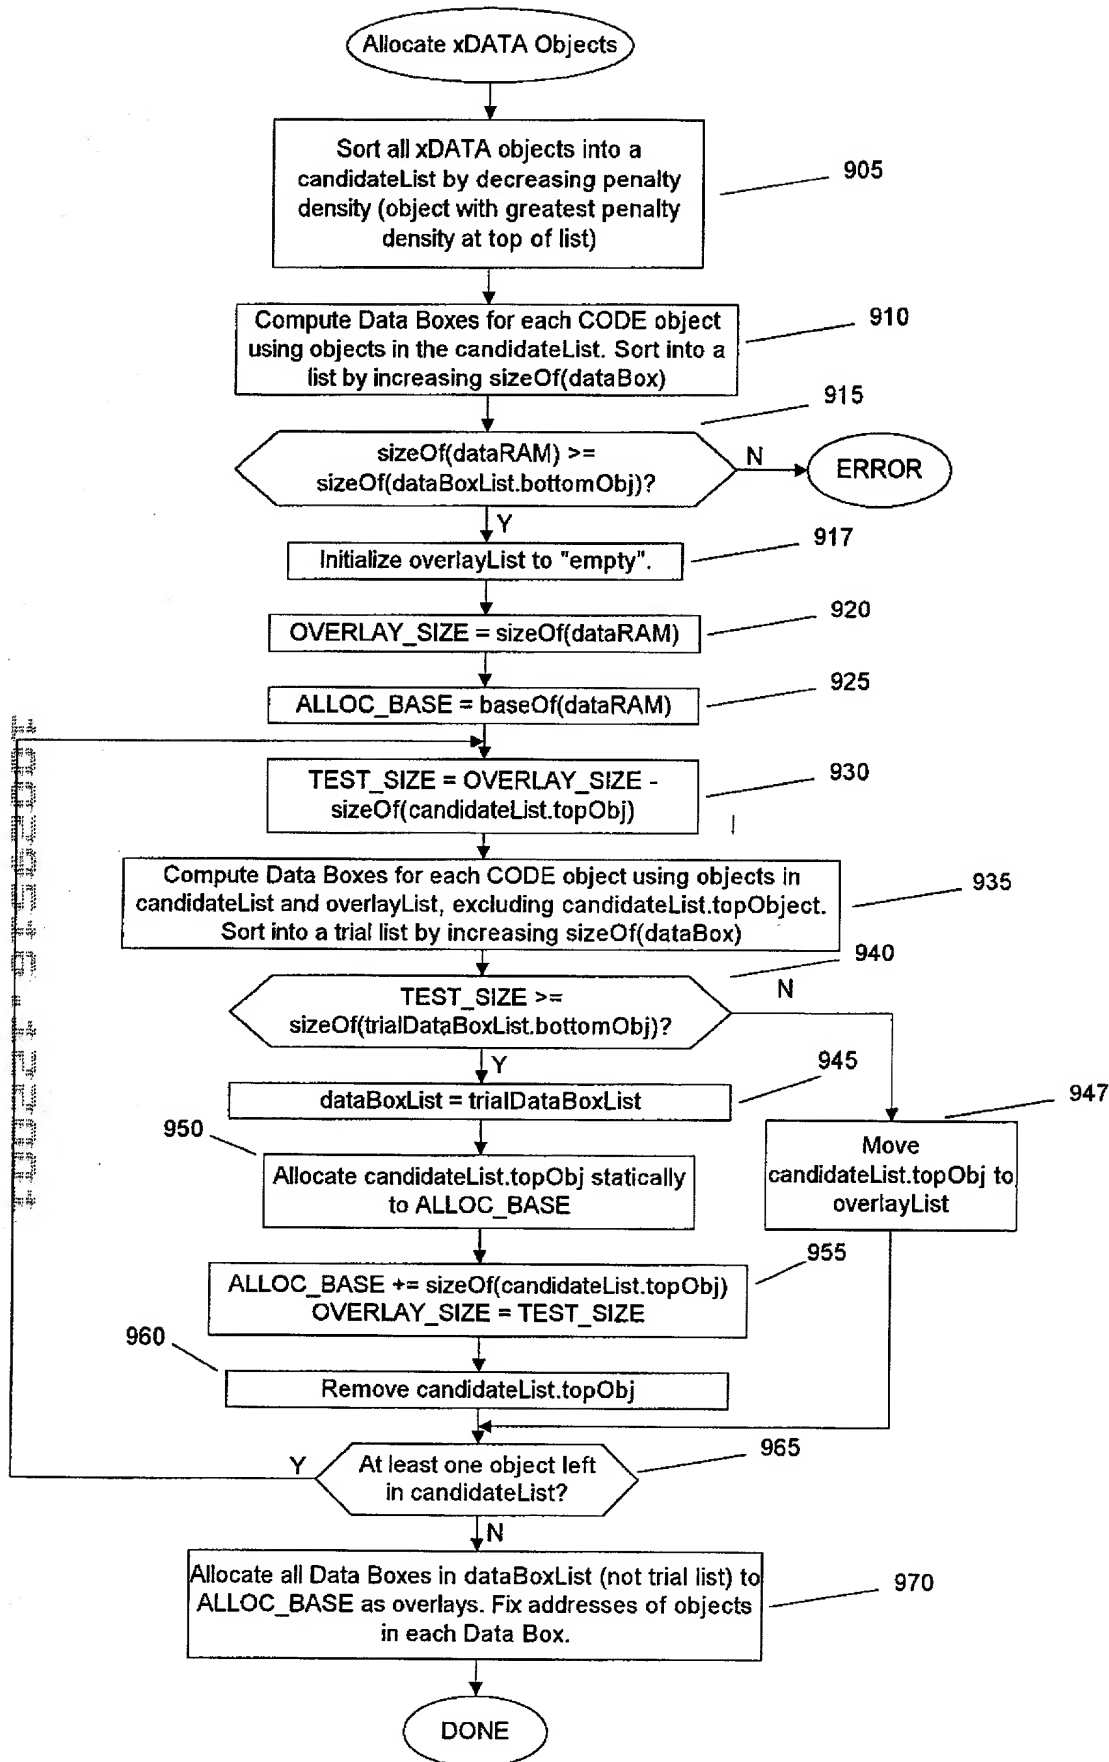 Allocate xDATA Objects
Sort all xDATA objects into a
candidateList by decreasing penalty
density (object with greatest penalty
density at top of list)
905
Compute Data Boxes for each CODE object
using objects in the candidateList. Sort into a
list by increasing sizeOf(dataBox)
910
915
sizeOf(dataRAM) >=
sizeOf(dataBoxList.bottomObj)?
N
ERROR
Y
Initialize overlayList to "empty".
917
OVERLAY_SIZE = sizeOf(dataRAM)
920
ALLOC_BASE = baseOf(dataRAM)
925
TEST_SIZE = OVERLAY_SIZE -
sizeOf(candidateList.topObj)
930
Compute Data Boxes for each CODE object using objects in
candidateList and overlayList, excluding candidateList.topObject.
Sort into a trial list by increasing sizeOf(dataBox)
935
940
TEST_SIZE >=
sizeOf(trialDataBoxList.bottomObj)?
N
Y
945
dataBoxList = trialDataBoxList
947
950
Allocate candidateList.topObj statically
to ALLOC_BASE
Move
candidateList.topObj to
overlayList
955
ALLOC_BASE += sizeOf(candidateList.topObj)
OVERLAY_SIZE = TEST_SIZE
960
Remove candidateList.topObj
965
Y
At least one object left
in candidateList?
N
Allocate all Data Boxes in dataBoxList (not trial list) to
ALLOC_BASE as overlays. Fix addresses of objects
in each Data Box.
970
DONE